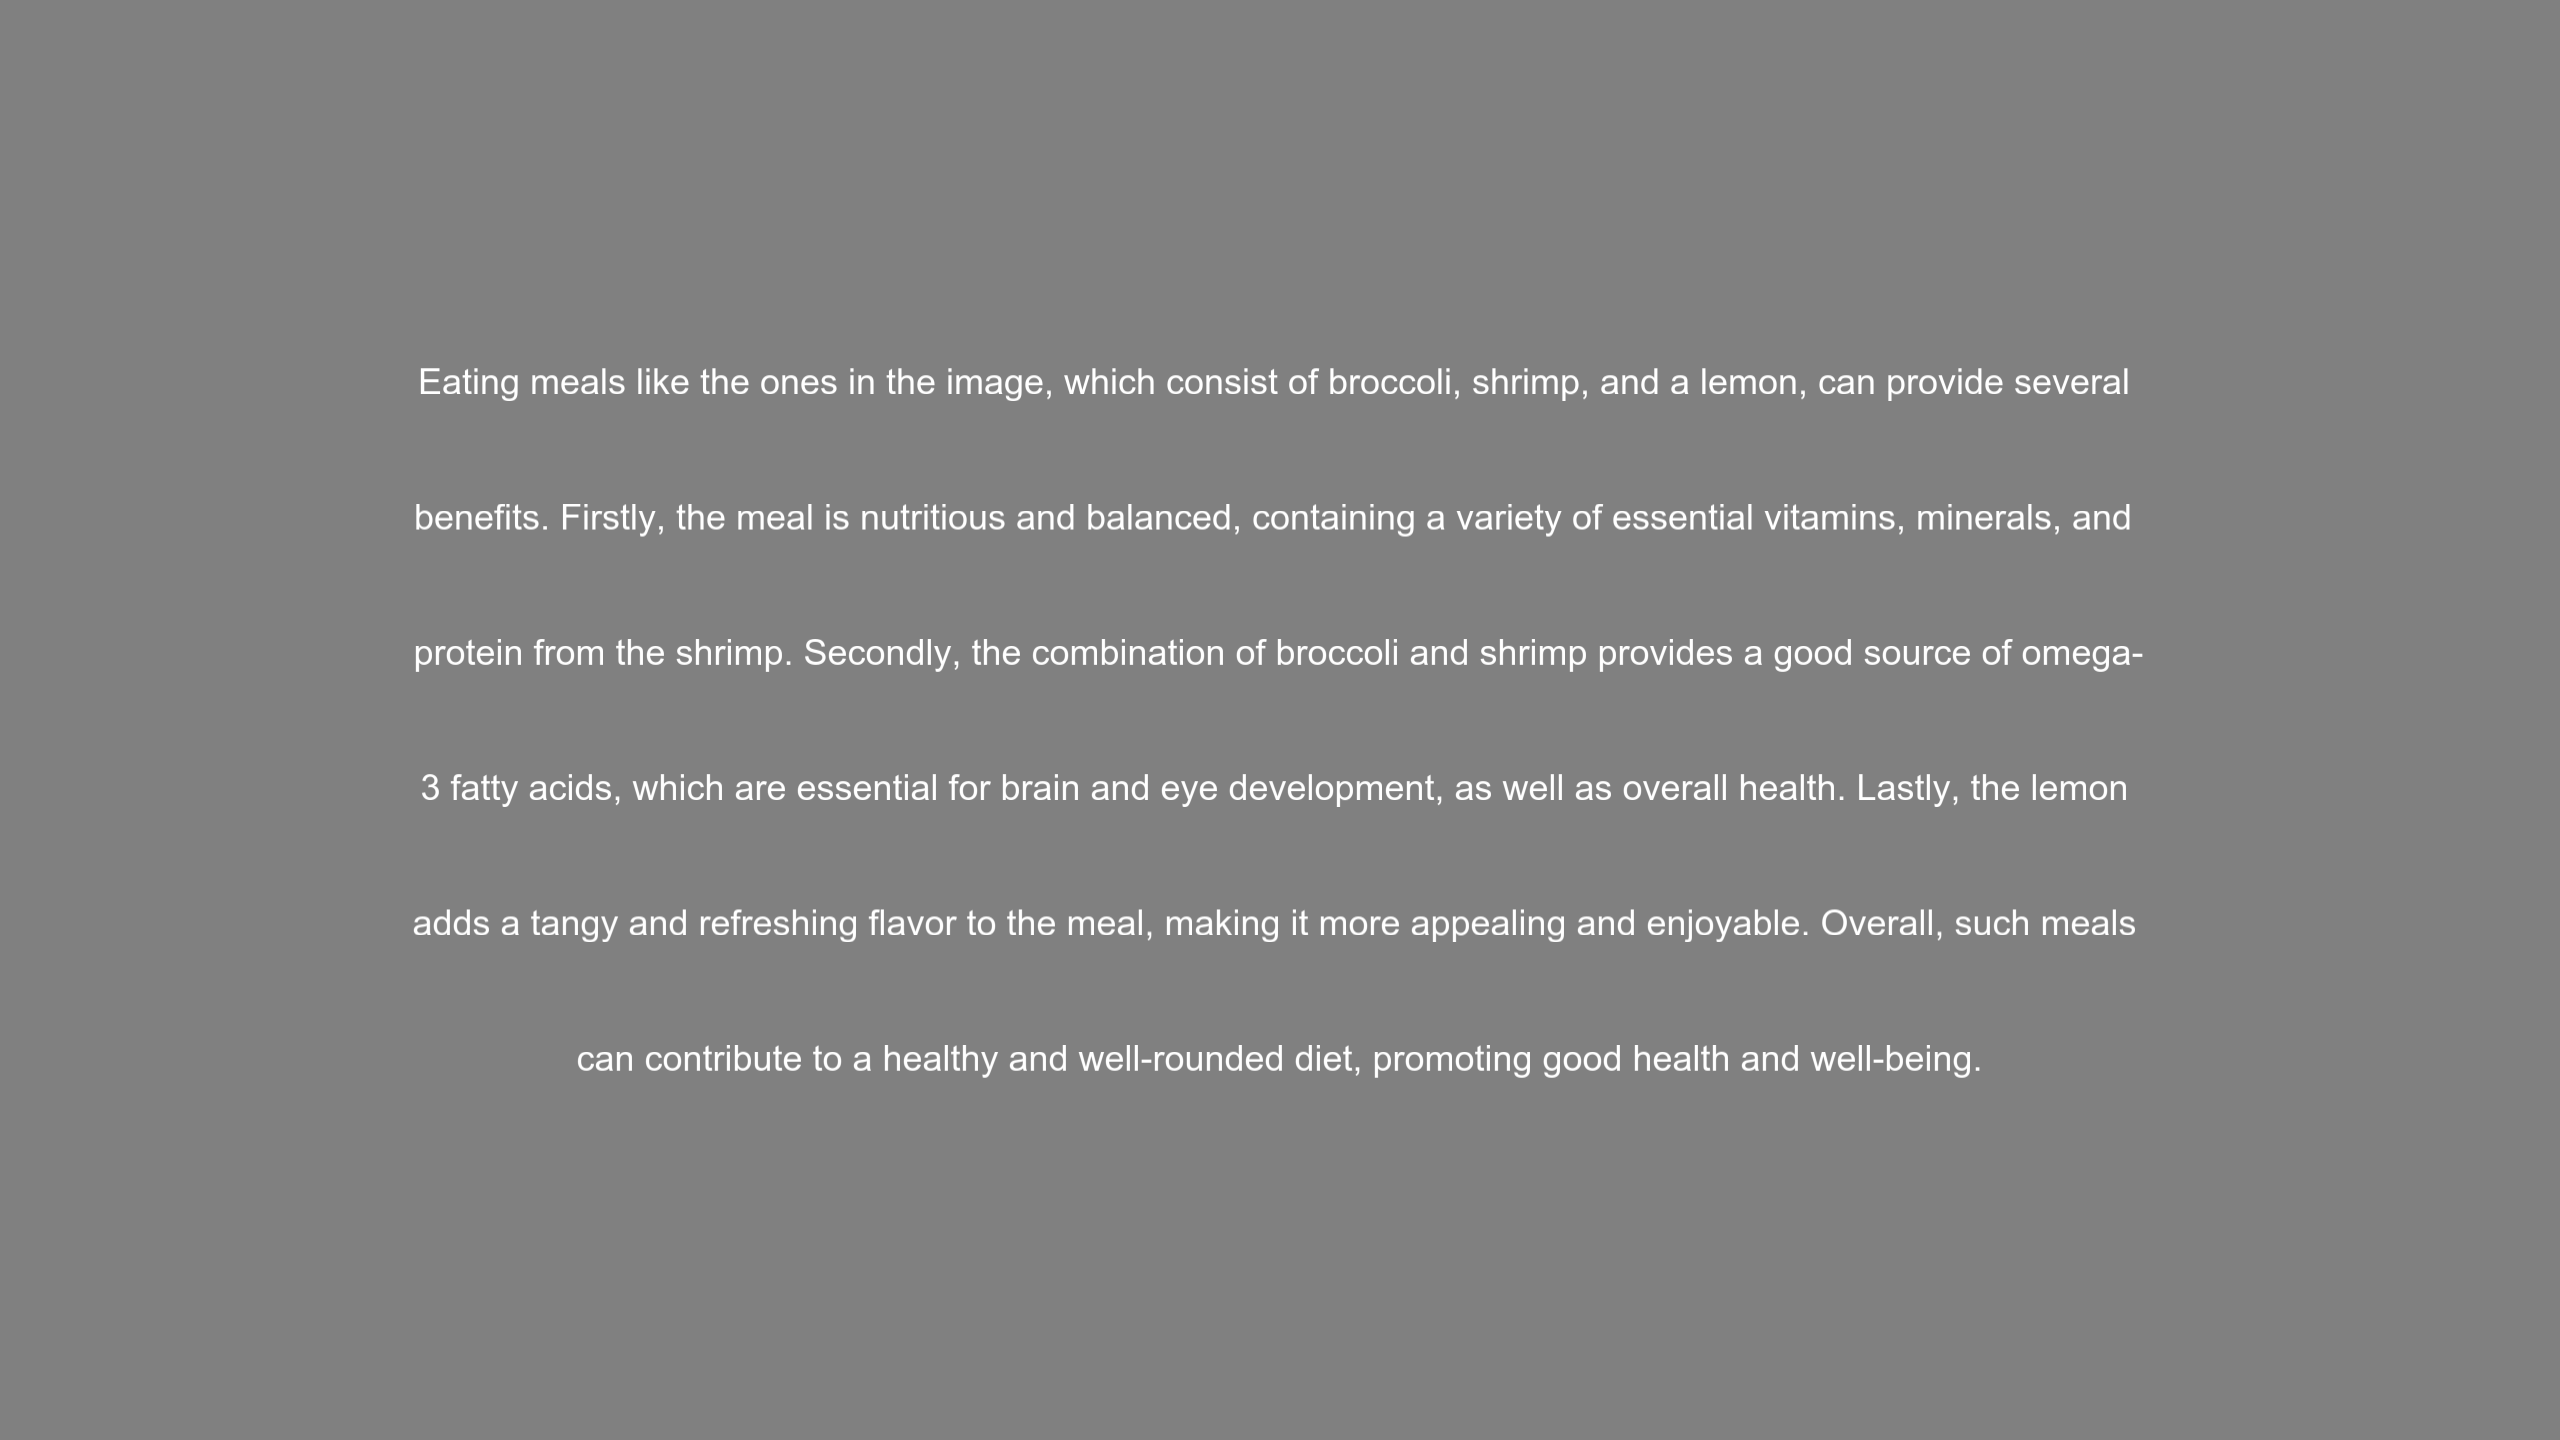 Eating meals like the ones in the image, which consist of broccoli, shrimp, and a lemon, can provide several
benefits. Firstly, the meal is nutritious and balanced, containing a variety of essential vitamins, minerals, and
protein from the shrimp. Secondly, the combination of broccoli and shrimp provides a good source of omega-
3 fatty acids, which are essential for brain and eye development, as well as overall health. Lastly, the lemon
adds a tangy and refreshing flavor to the meal, making it more appealing and enjoyable. Overall, such meals
can contribute to a healthy and well-rounded diet, promoting good health and well-being.